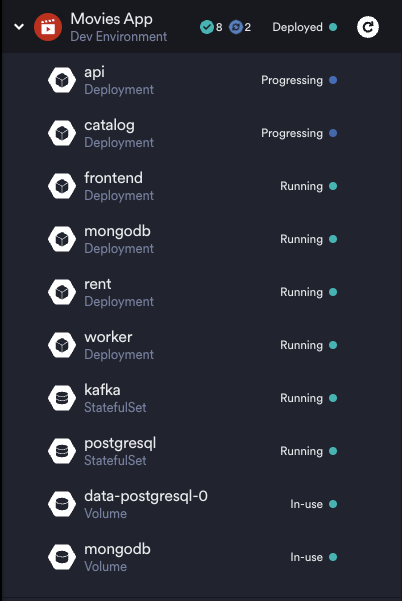 Movies App
Dev Environment
8 2 Deployed
api
Deployment
Progressing
catalog
Deployment
Progressing
frontend
Deployment
Running
mongodb
Deployment
Running
rent
Deployment
Running
worker
Deployment
Running
kafka
StatefulSet
Running
postgresql
StatefulSet
Running
data-postgresql-0
Volume
In-use
mongodb
Volume
In-use